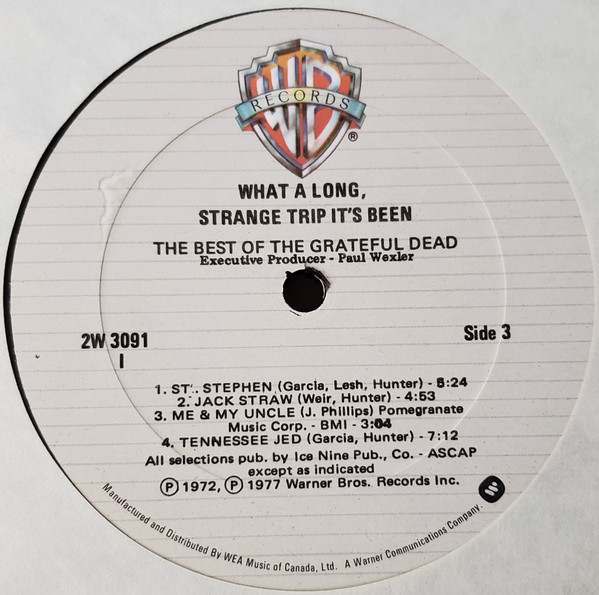 WB
RECORDS
®
WHAT A LONG,
STRANGE TRIP IT'S BEEN
THE BEST OF THE GRATEFUL DEAD
Executive Producer - Paul Wexler
2W 3091
1
Side 3
1. ST. STEPHEN (Garcia, Lesh, Hunter) - 5:24
2. JACK STRAW (Weir, Hunter) - 4:53
3. ME & MY UNCLE (J. Phillips) Pomegranate
Music Corp. - BMI - 3:04
4. TENNESSEE JED (Garcia, Hunter) - 7:12
All selections pub. by Ice Nine Pub., Co. - ASCAP
except as indicated
Ⓟ 1972, Ⓟ 1977 Warner Bros. Records Inc.
Manufactured and Distributed By WEA Music of Canada, Ltd. A Warner Communications Company.